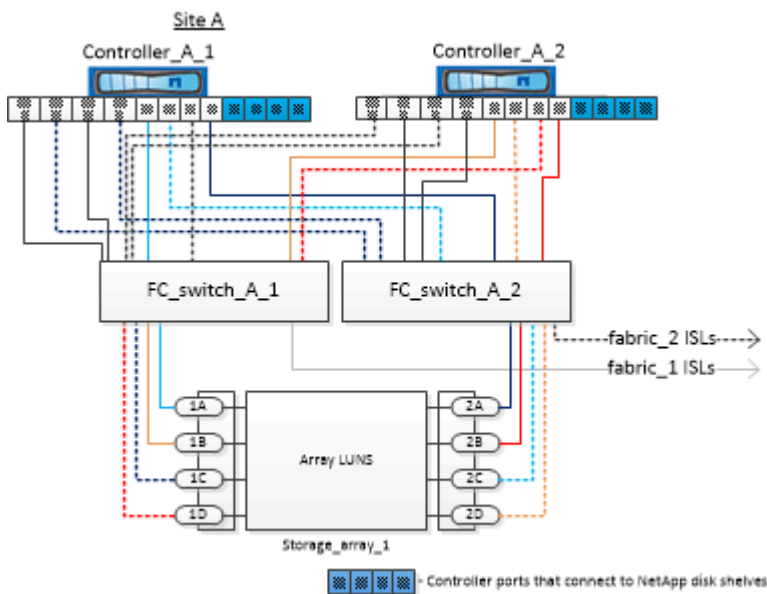 Site A
Controller_A_1
Controller_A_2
FC_switch_A_1
FC_switch_A_2
fabric_2 ISLs
fabric_1 ISLs
1A
2A
1B
2B
Array LUNS
1C
2C
1D
2D
Storage_array_1
- Controller ports that connect to NetApp disk shelves